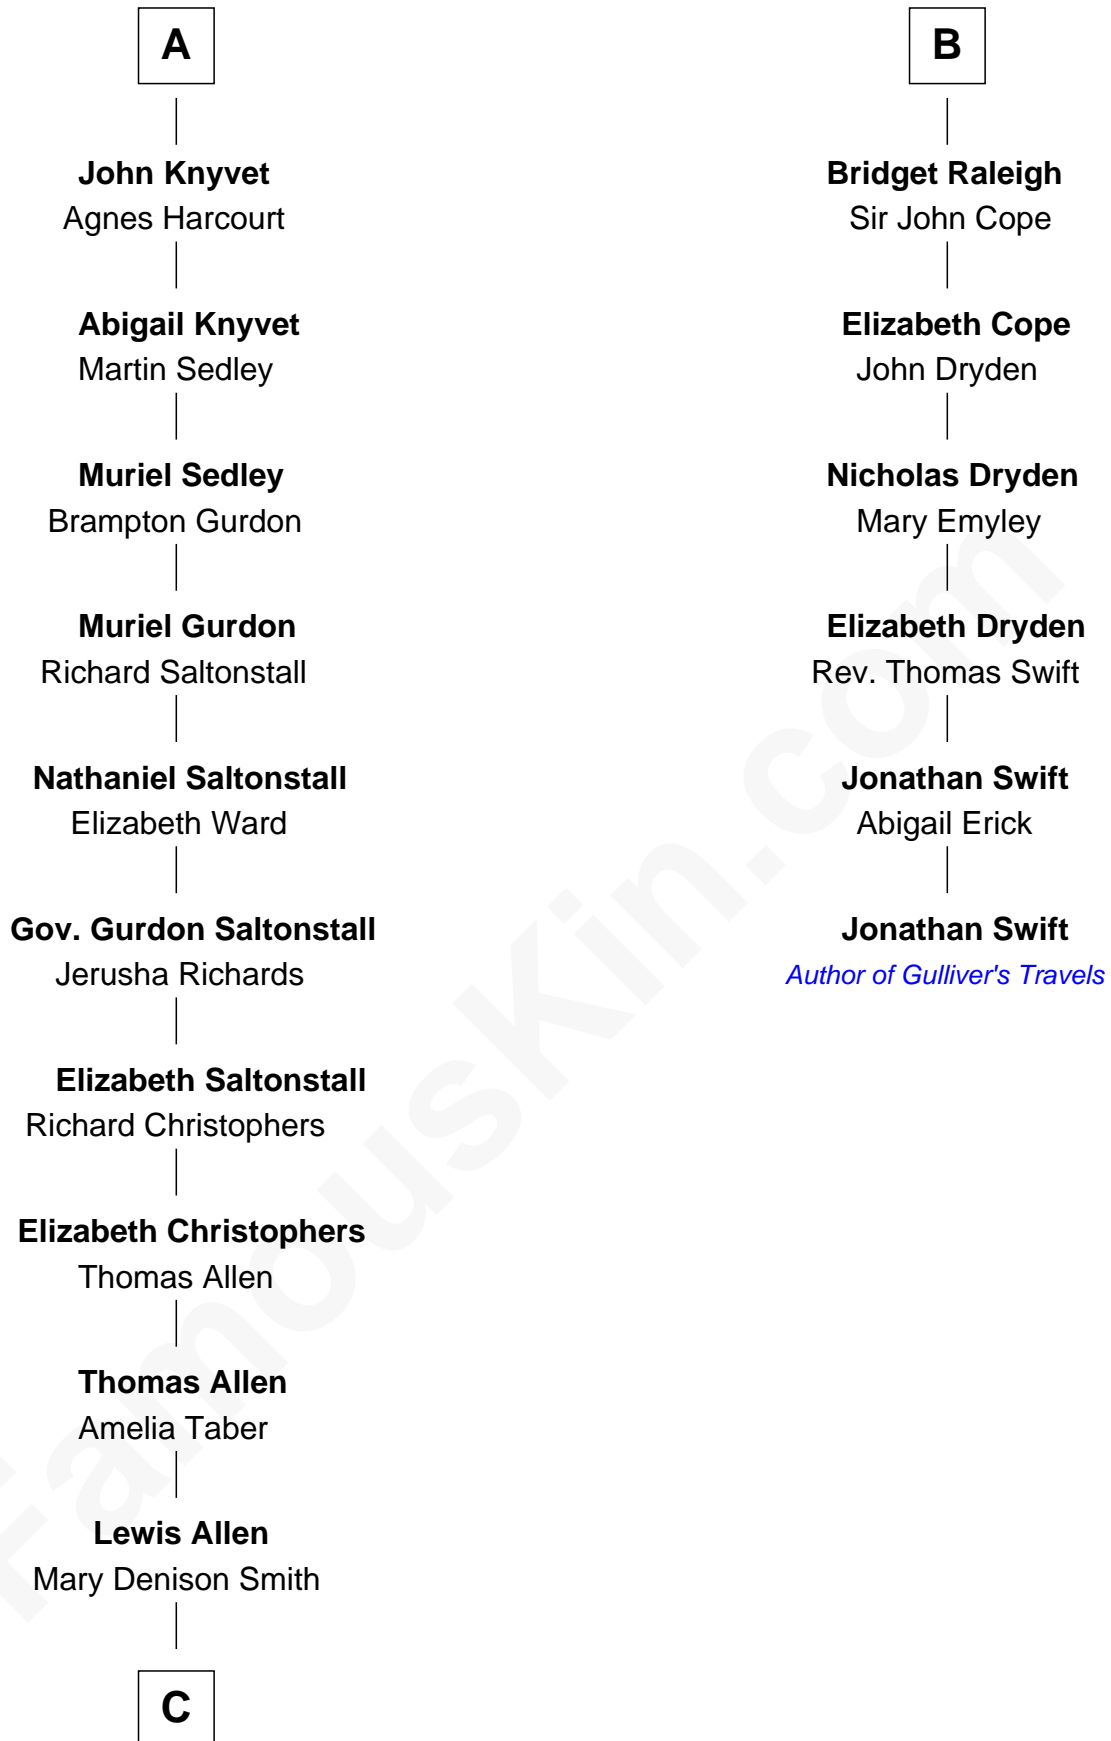 A
John Knyvet
Agnes Harcourt
Abigail Knyvet
Martin Sedley
Muriel Sedley
Brampton Gurdon
Muriel Gurdon
Richard Saltonstall
Nathaniel Saltonstall
Elizabeth Ward
Gov. Gurdon Saltonstall
Jerusha Richards
Elizabeth Saltonstall
Richard Christophers
Elizabeth Christophers
Thomas Allen
Thomas Allen
Amelia Taber
Lewis Allen
Mary Denison Smith
C
B
Bridget Raleigh
Sir John Cope
Elizabeth Cope
John Dryden
Nicholas Dryden
Mary Emyley
Elizabeth Dryden
Rev. Thomas Swift
Jonathan Swift
Abigail Erick
Jonathan Swift
Author of Gulliver's Travels
FamousKin.com